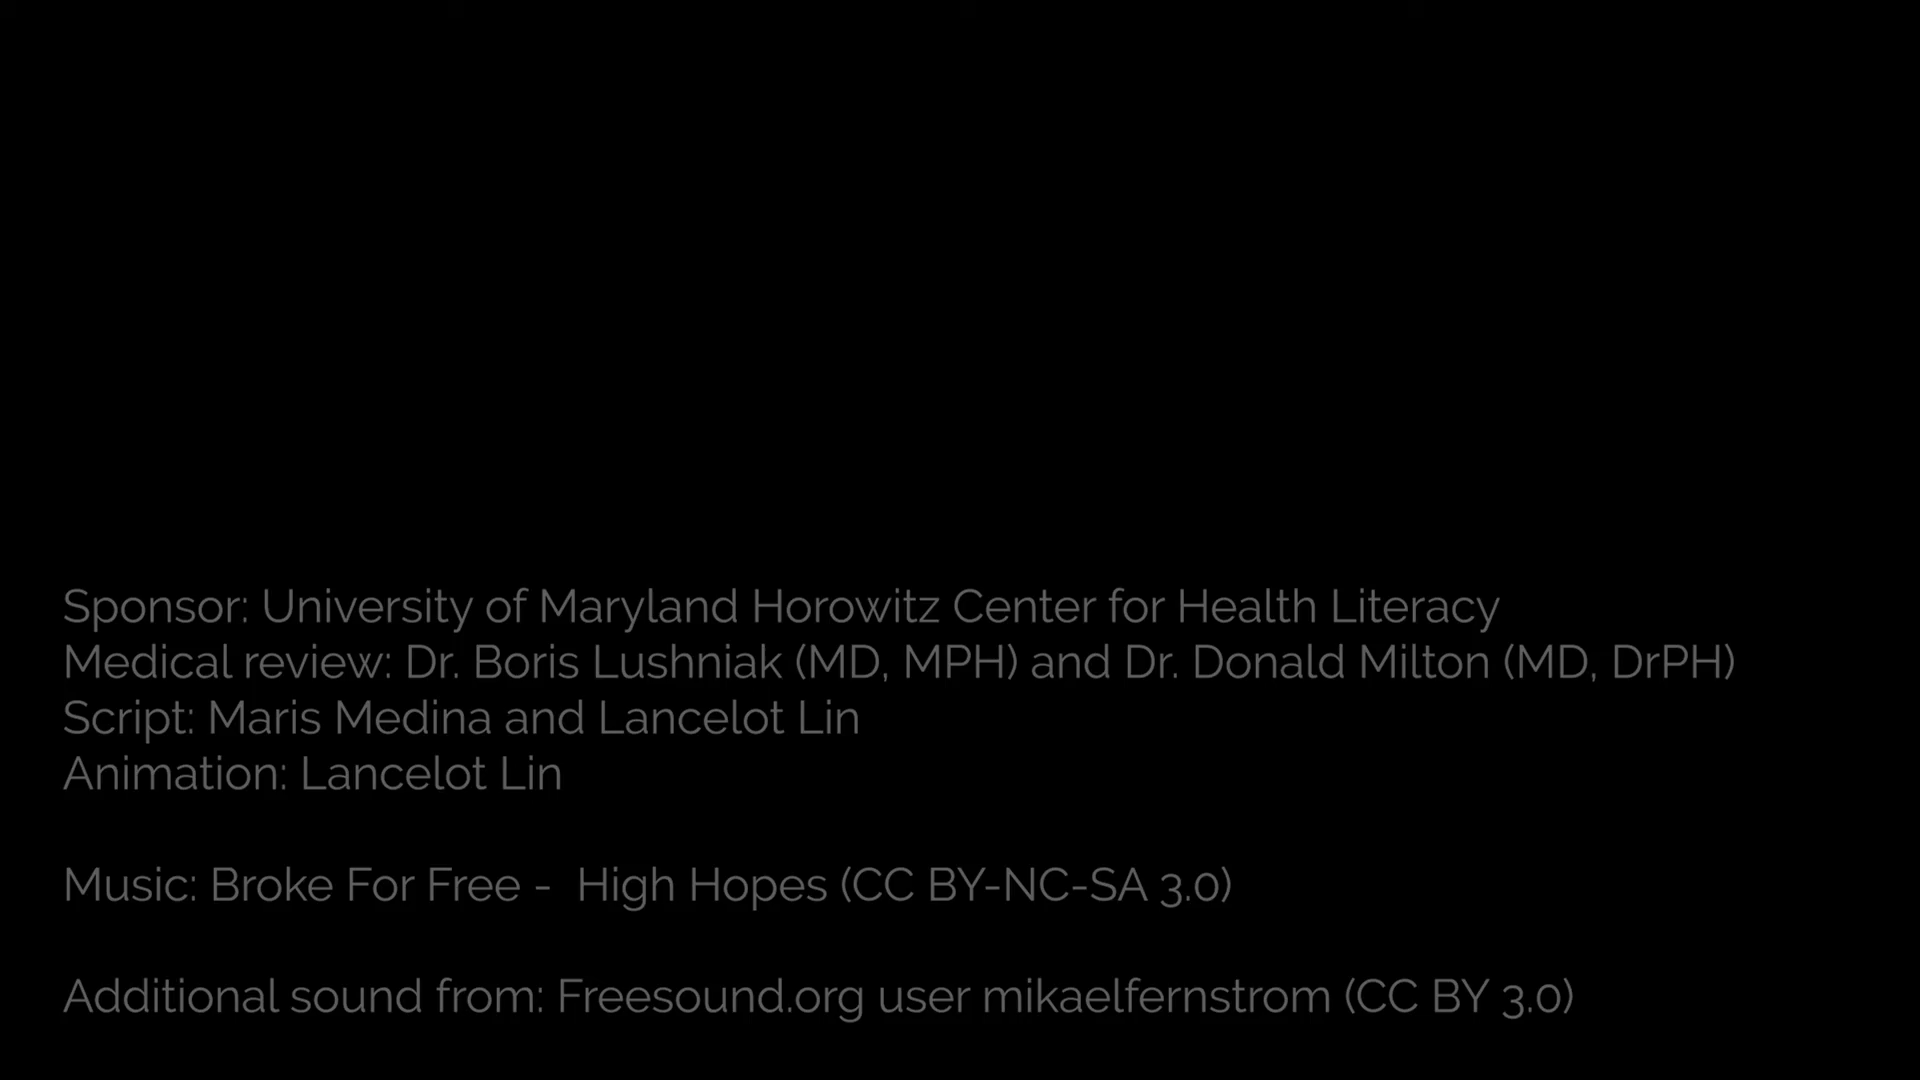 Sponsor: University of Maryland Horowitz Center for Health Literacy
Medical review: Dr. Boris Lushniak (MD, MPH) and Dr. Donald Milton (MD, DrPH)
Script: Maris Medina and Lancelot Lin
Animation: Lancelot Lin
Music: Broke For Free -  High Hopes (CC BY-NC-SA 3.0)
Additional sound from: Freesound.org user mikaelfernstrom (CC BY 3.0)